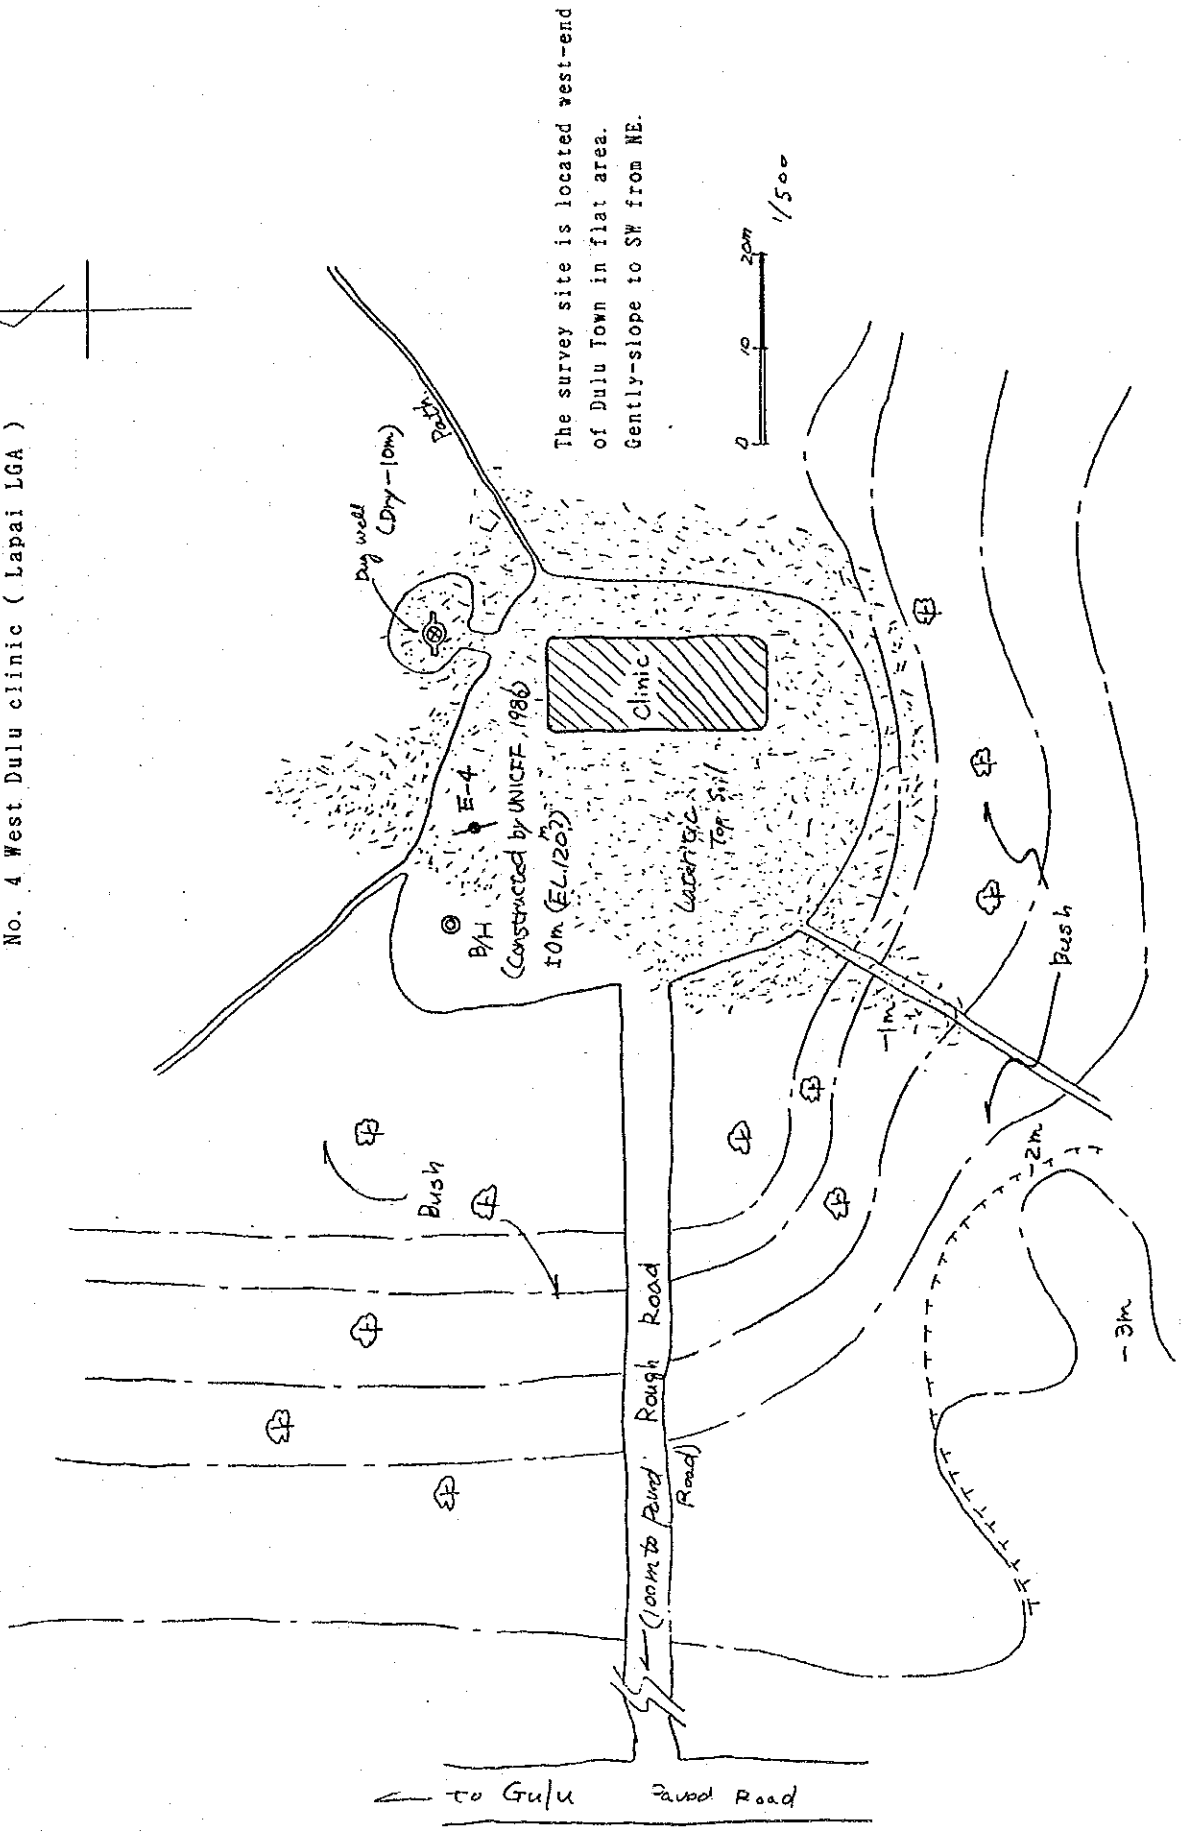 No. 4 West Dulu clinic ( Lapai LGA )
Dug well
(Dry-10m)
Path
The survey site is located west-end
of Dulu Town in flat area.
Gently-slope to SW from NE.
0 10 20m
1/500
E-4
B/H
(Constructed by UNICEF, 1986)
±0m (EL.120m?)
Clinic
Lateritic
Top Soil
Bush
-1m
Bush
-2m
-3m
Rough Road
← (100m to Paved
Road)
← to Gulu
Paved Road